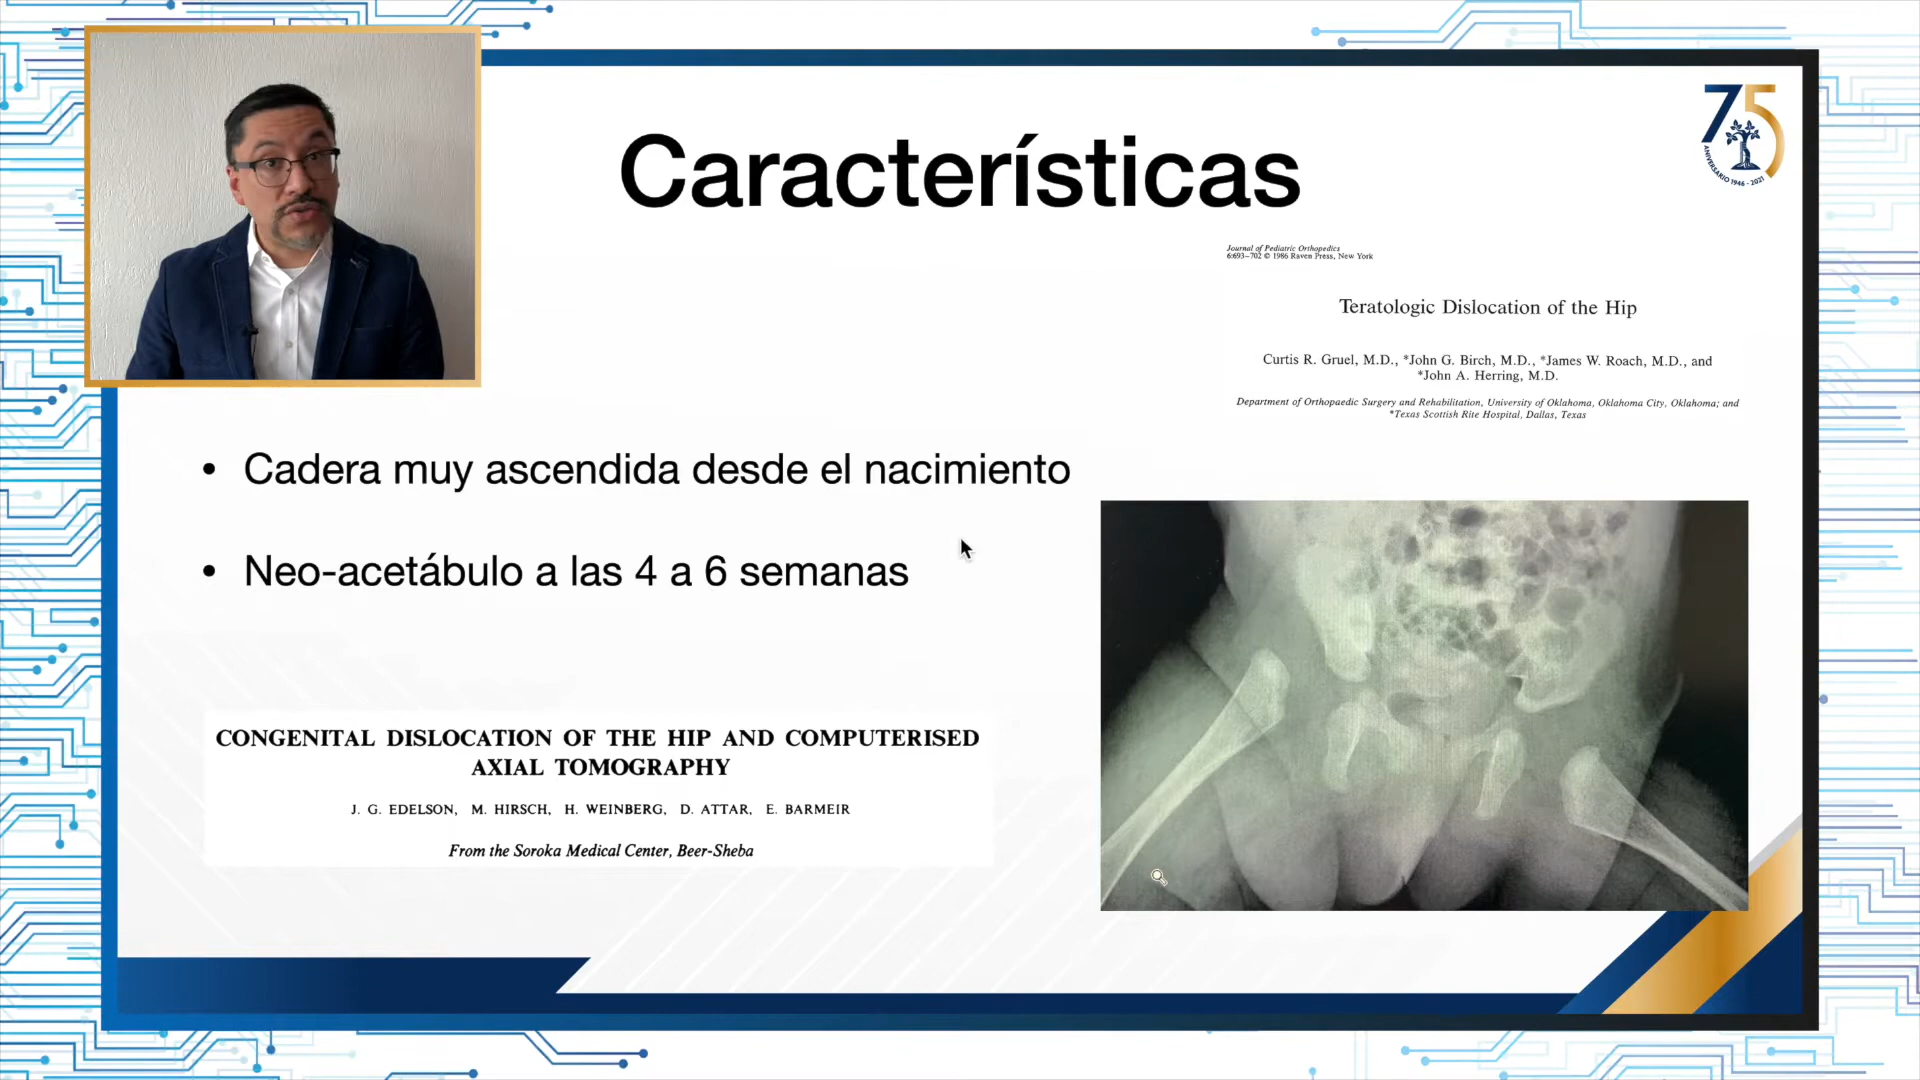 75
ANIVERSARIO 1946 - 2021
Características
Journal of Pediatric Orthopedics
6:693–702 © 1986 Raven Press, New York
Teratologic Dislocation of the Hip
Curtis R. Gruel, M.D., *John G. Birch, M.D., *James W. Roach, M.D., and
*John A. Herring, M.D.
Department of Orthopaedic Surgery and Rehabilitation, University of Oklahoma, Oklahoma City, Oklahoma; and
*Texas Scottish Rite Hospital, Dallas, Texas
• Cadera muy ascendida desde el nacimiento
• Neo-acetábulo a las 4 a 6 semanas
CONGENITAL DISLOCATION OF THE HIP AND COMPUTERISED
AXIAL TOMOGRAPHY
J. G. EDELSON, M. HIRSCH, H. WEINBERG, D. ATTAR, E. BARMEIR
From the Soroka Medical Center, Beer-Sheba